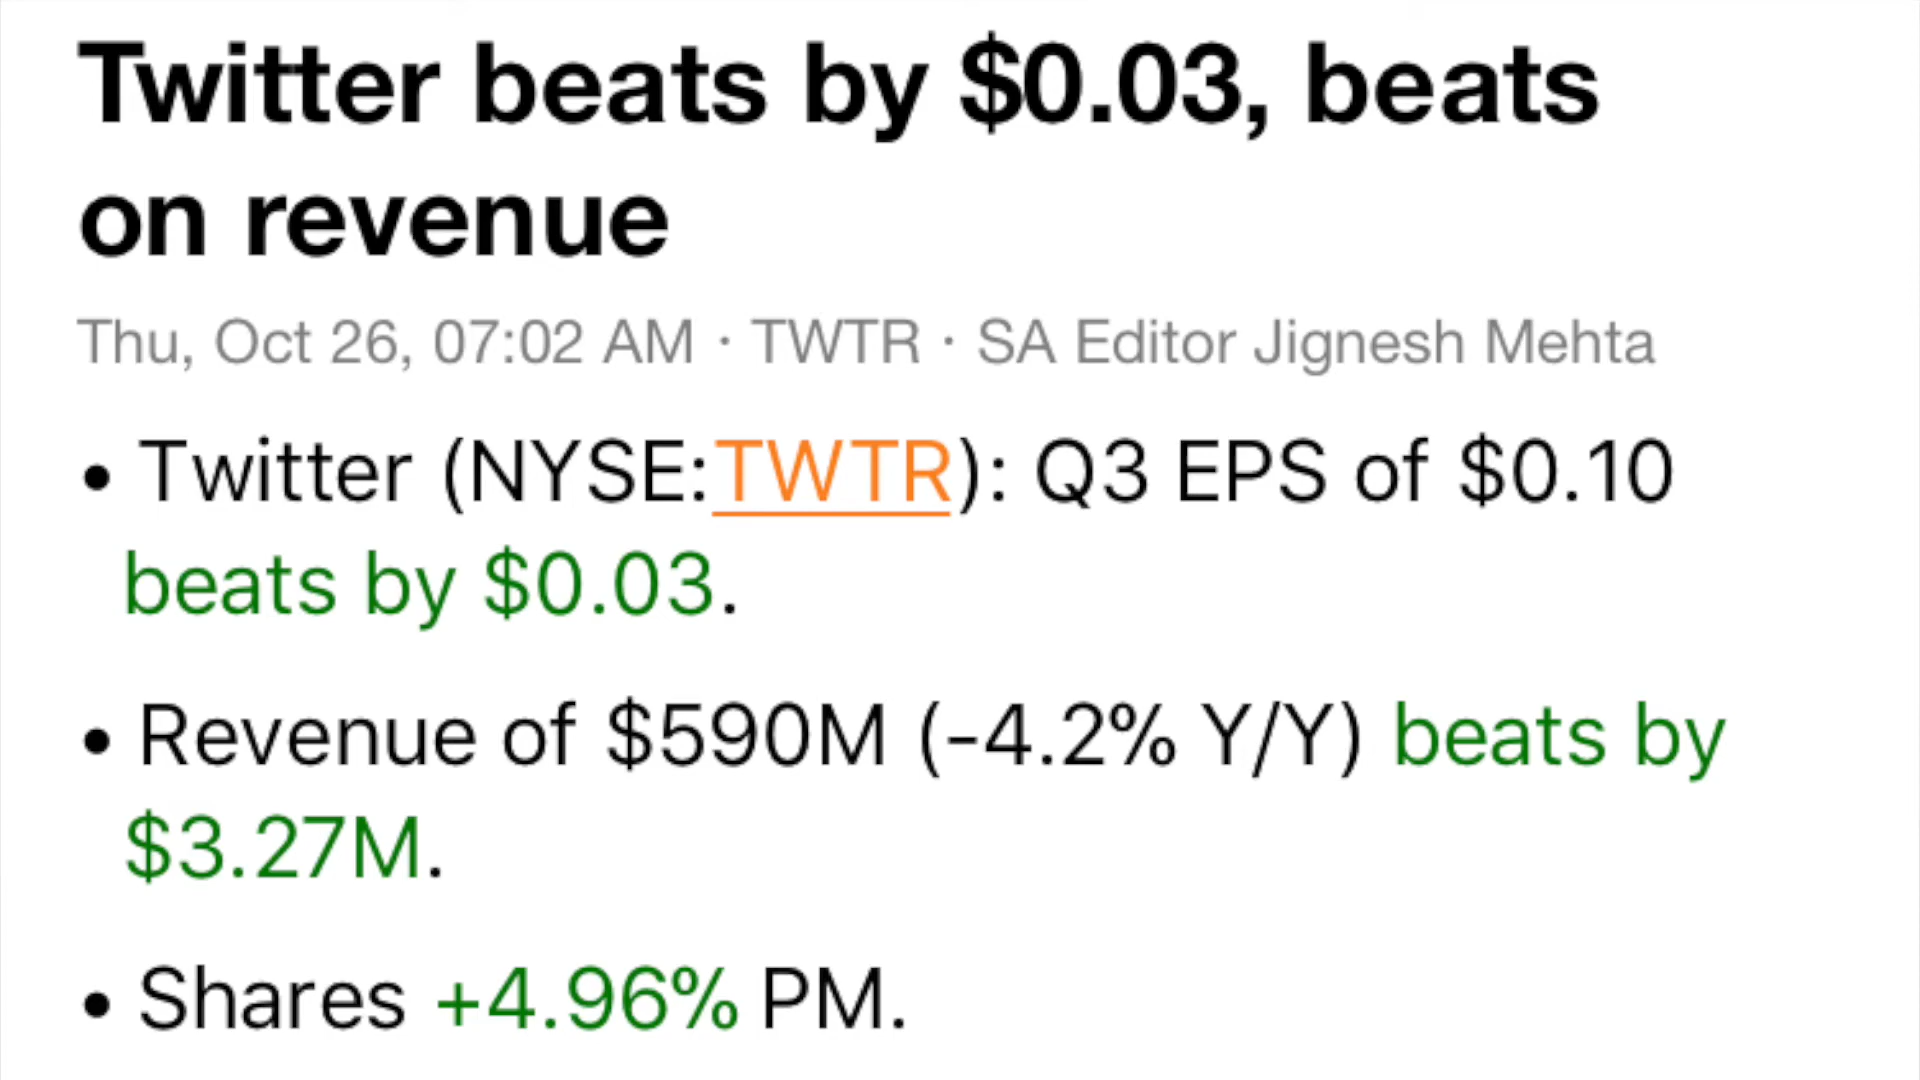 Twitter beats by $0.03, beats
on revenue
Thu, Oct 26, 07:02 AM · TWTR · SA Editor Jignesh Mehta
• Twitter (NYSE:TWTR): Q3 EPS of $0.10
beats by $0.03.
• Revenue of $590M (-4.2% Y/Y) beats by
$3.27M.
• Shares +4.96% PM.